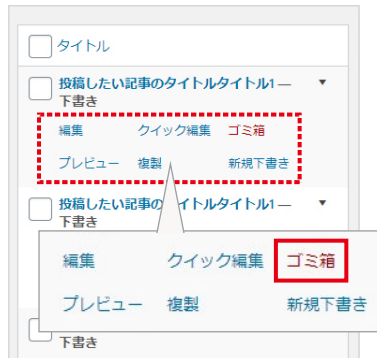 タイトル
投稿したい記事のタイトルタイトル1 — ▼
下書き
編集 クイック編集 ゴミ箱
プレビュー 複製 新規下書き
投稿したい記事の タイトルタイトル1 — ▼
下書き
編集 クイック編集 ゴミ箱
プレビュー 複製 新規下書き
下書き